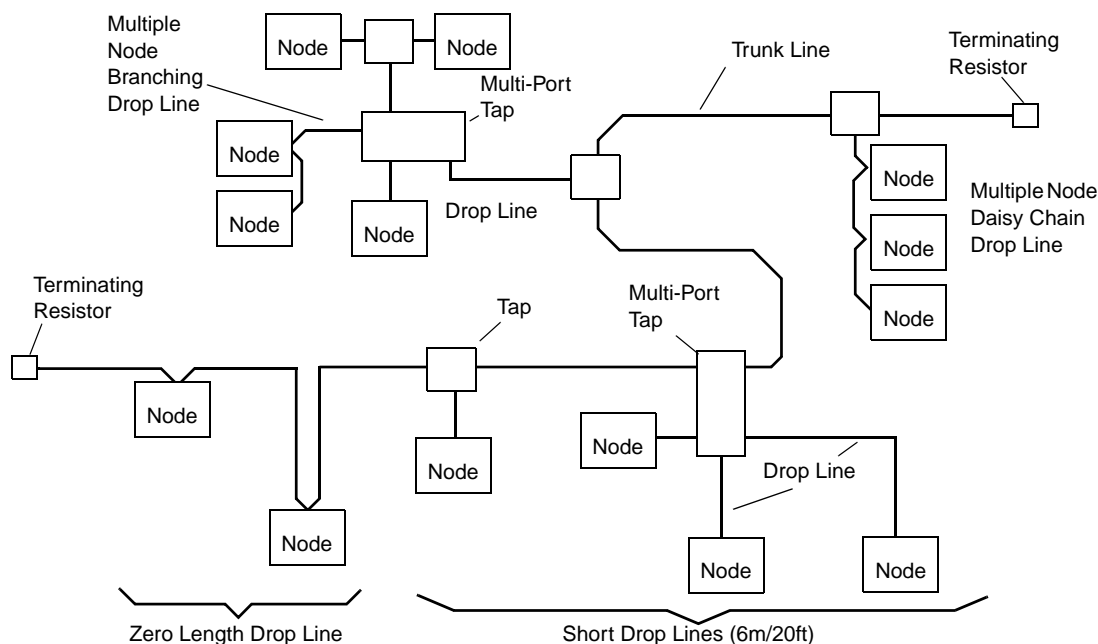 Multiple
Node
Branching
Drop Line
Node
Node
Multi-Port
Tap
Trunk Line
Terminating
Resistor
Node
Node
Node
Drop Line
Node
Node
Node
Multiple Node
Daisy Chain
Drop Line
Terminating
Resistor
Tap
Multi-Port
Tap
Node
Node
Node
Drop Line
Node
Node
Node
Zero Length Drop Line
Short Drop Lines (6m/20ft)